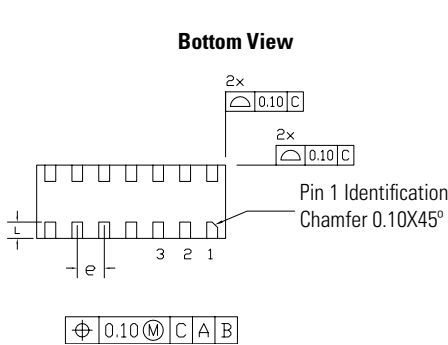 Bottom View
2x
⌓ 0.10 C
2x
⌓ 0.10 C
Pin 1 Identification
Chamfer 0.10X45º
L
3 2 1
e
⌖ 0.10 Ⓜ C A B